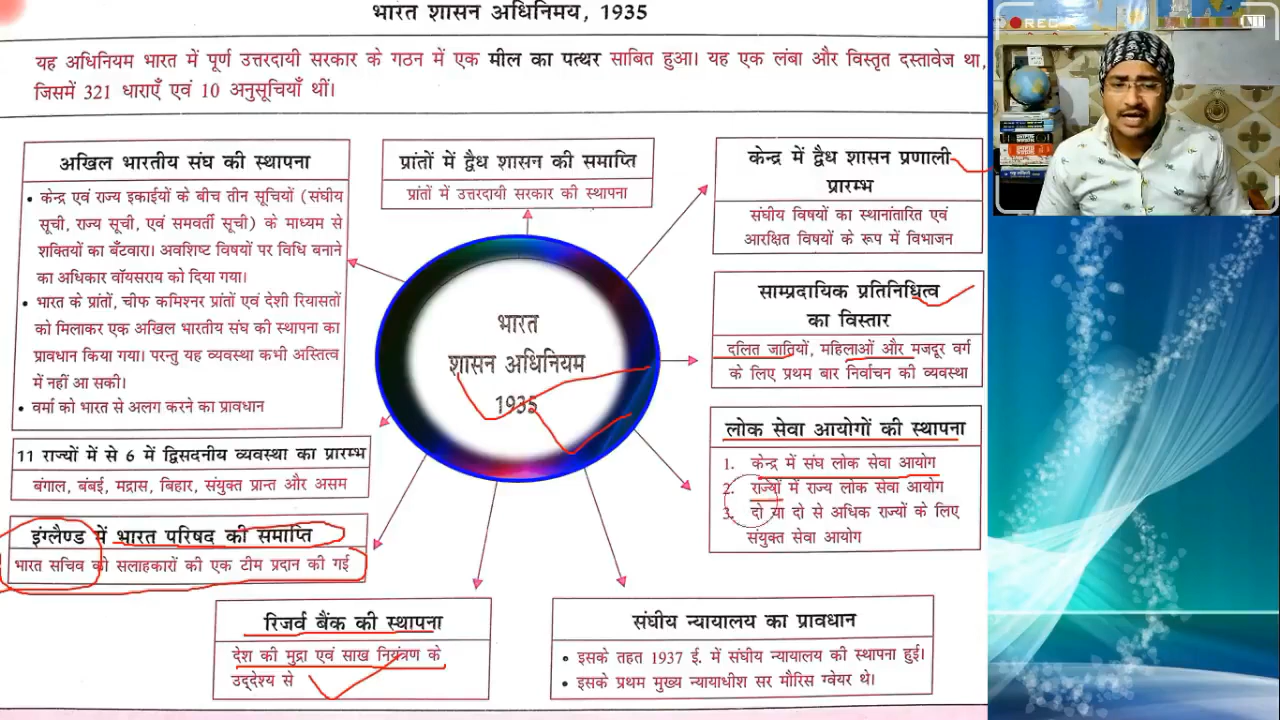 भारत शासन अधिनिमय, 1935
यह अधिनियम भारत में पूर्ण उत्तरदायी सरकार के गठन में एक मील का पत्थर साबित हुआ। यह एक लंबा और विस्तृत दस्तावेज था,
जिसमें 321 धाराएँ एवं 10 अनुसूचियाँ थीं।
अखिल भारतीय संघ की स्थापना
• केन्द्र एवं राज्य इकाईयों के बीच तीन सूचियों (संघीय
सूची, राज्य सूची, एवं समवर्ती सूची) के माध्यम से
शक्तियों का बँटवारा। अवशिष्ट विषयों पर विधि बनाने
का अधिकार वॉयसराय को दिया गया।
• भारत के प्रांतों, चीफ कमिश्नर प्रांतों एवं देशी रियासतों
को मिलाकर एक अखिल भारतीय संघ की स्थापना का
प्रावधान किया गया। परन्तु यह व्यवस्था कभी अस्तित्व
में नहीं आ सकी।
• वर्मा को भारत से अलग करने का प्रावधान
प्रांतों में द्वैध शासन की समाप्ति
प्रांतों में उत्तरदायी सरकार की स्थापना
केन्द्र में द्वैध शासन प्रणाली
प्रारम्भ
संघीय विषयों का स्थानांतारित एवं
आरक्षित विषयों के रूप में विभाजन
साम्प्रदायिक प्रतिनिधित्व
का विस्तार
दलित जातियों, महिलाओं और मजदूर वर्ग
के लिए प्रथम बार निर्वाचन की व्यवस्था
भारत
शासन अधिनियम
1935
लोक सेवा आयोगों की स्थापना
1. केन्द्र में संघ लोक सेवा आयोग
2. राज्यों में राज्य लोक सेवा आयोग
3. दो या दो से अधिक राज्यों के लिए
संयुक्त सेवा आयोग
11 राज्यों में से 6 में द्विसदनीय व्यवस्था का प्रारम्भ
बंगाल, बंबई, मद्रास, बिहार, संयुक्त प्रान्त और असम
इंग्लैण्ड में भारत परिषद की समाप्ति
भारत सचिव को सलाहकारों की एक टीम प्रदान की गई
रिजर्व बैंक की स्थापना
देश की मुद्रा एवं साख नियंत्रण के
उद्देश्य से
संघीय न्यायालय का प्रावधान
• इसके तहत 1937 ई. में संघीय न्यायालय की स्थापना हुई।
• इसके प्रथम मुख्य न्यायाधीश सर मौरिस ग्वेयर थे।
REC